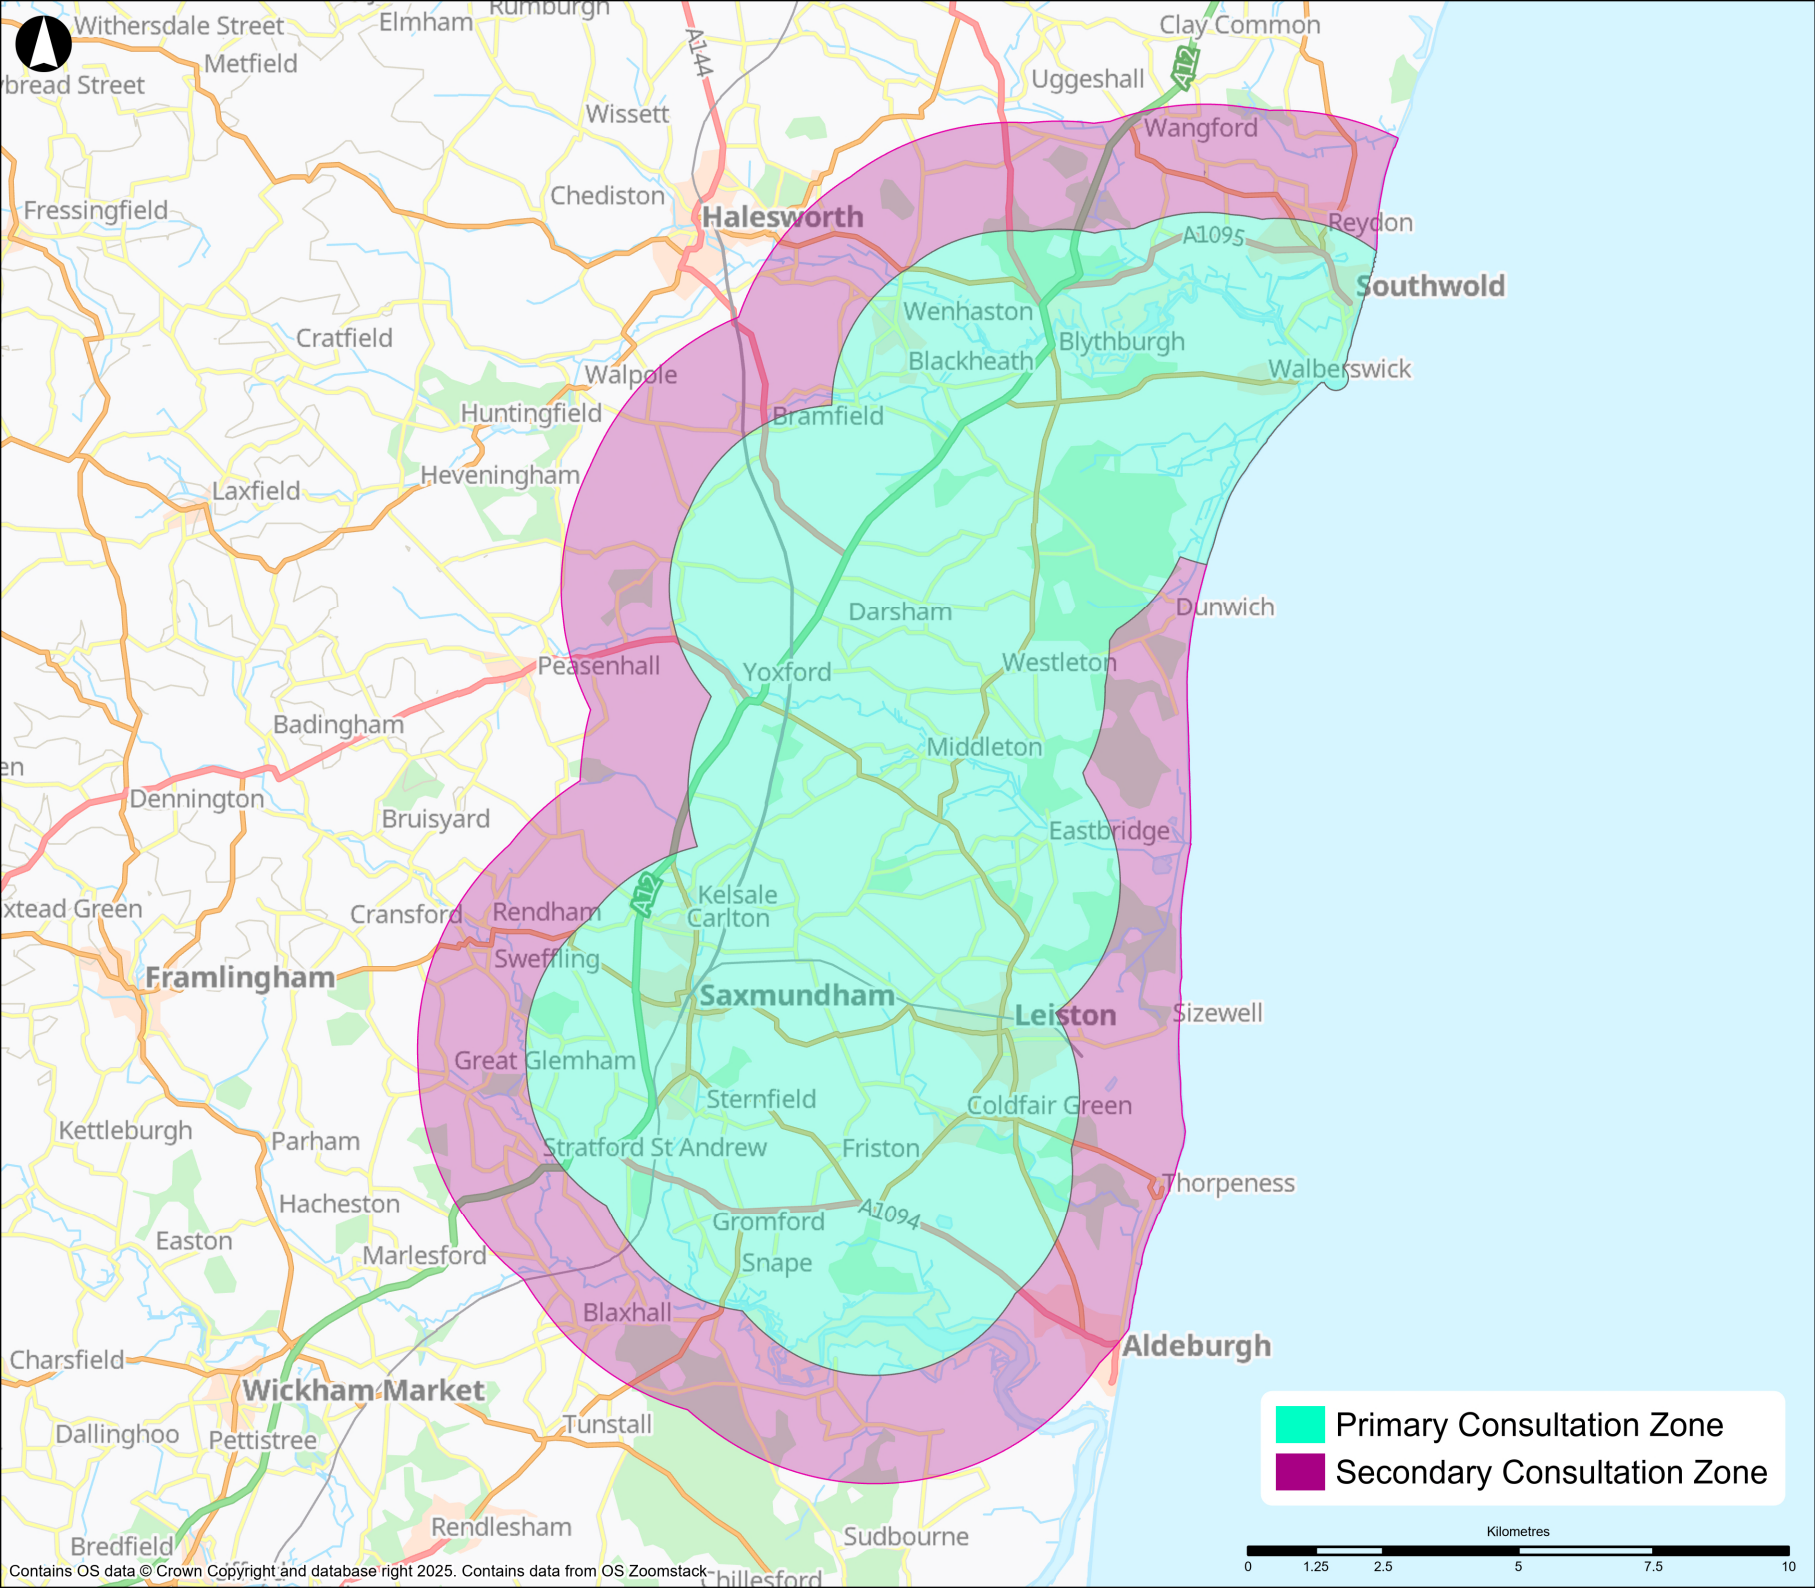 Rumburgh
Withersdale Street
Elmham
Clay Common
A144
A12
Metfield
Uggeshall
ybread Street
Wissett
Wangford
Chediston
Fressingfield
Halesworth
Reydon
A1095
Southwold
Wenhaston
Cratfield
Blythburgh
Blackheath
Walberswick
Walpole
Huntingfield
Bramfield
Heveningham
Laxfield
Darsham
Dunwich
Peasenhall
Westleton
Yoxford
Badingham
Middleton
en
Dennington
Bruisyard
Eastbridge
A12
Kelsale
Carlton
xtead Green
Cransford
Rendham
Sweffling
Framlingham
Saxmundham
Leiston
Sizewell
Great Glemham
Sternfield
Coldfair Green
Kettleburgh
Parham
Stratford St Andrew
Friston
Thorpeness
Hacheston
Gromford
A1094
Easton
Marlesford
Snape
Blaxhall
Aldeburgh
Charsfield
Wickham Market
Tunstall
Dallinghoo
Pettistree
Primary Consultation Zone
Secondary Consultation Zone
Rendlesham
Sudbourne
Bredfield
Kilometres
0 1.25 2.5 5 7.5 10
Contains OS data © Crown Copyright and database right 2025. Contains data from OS Zoomstack
Chillesford